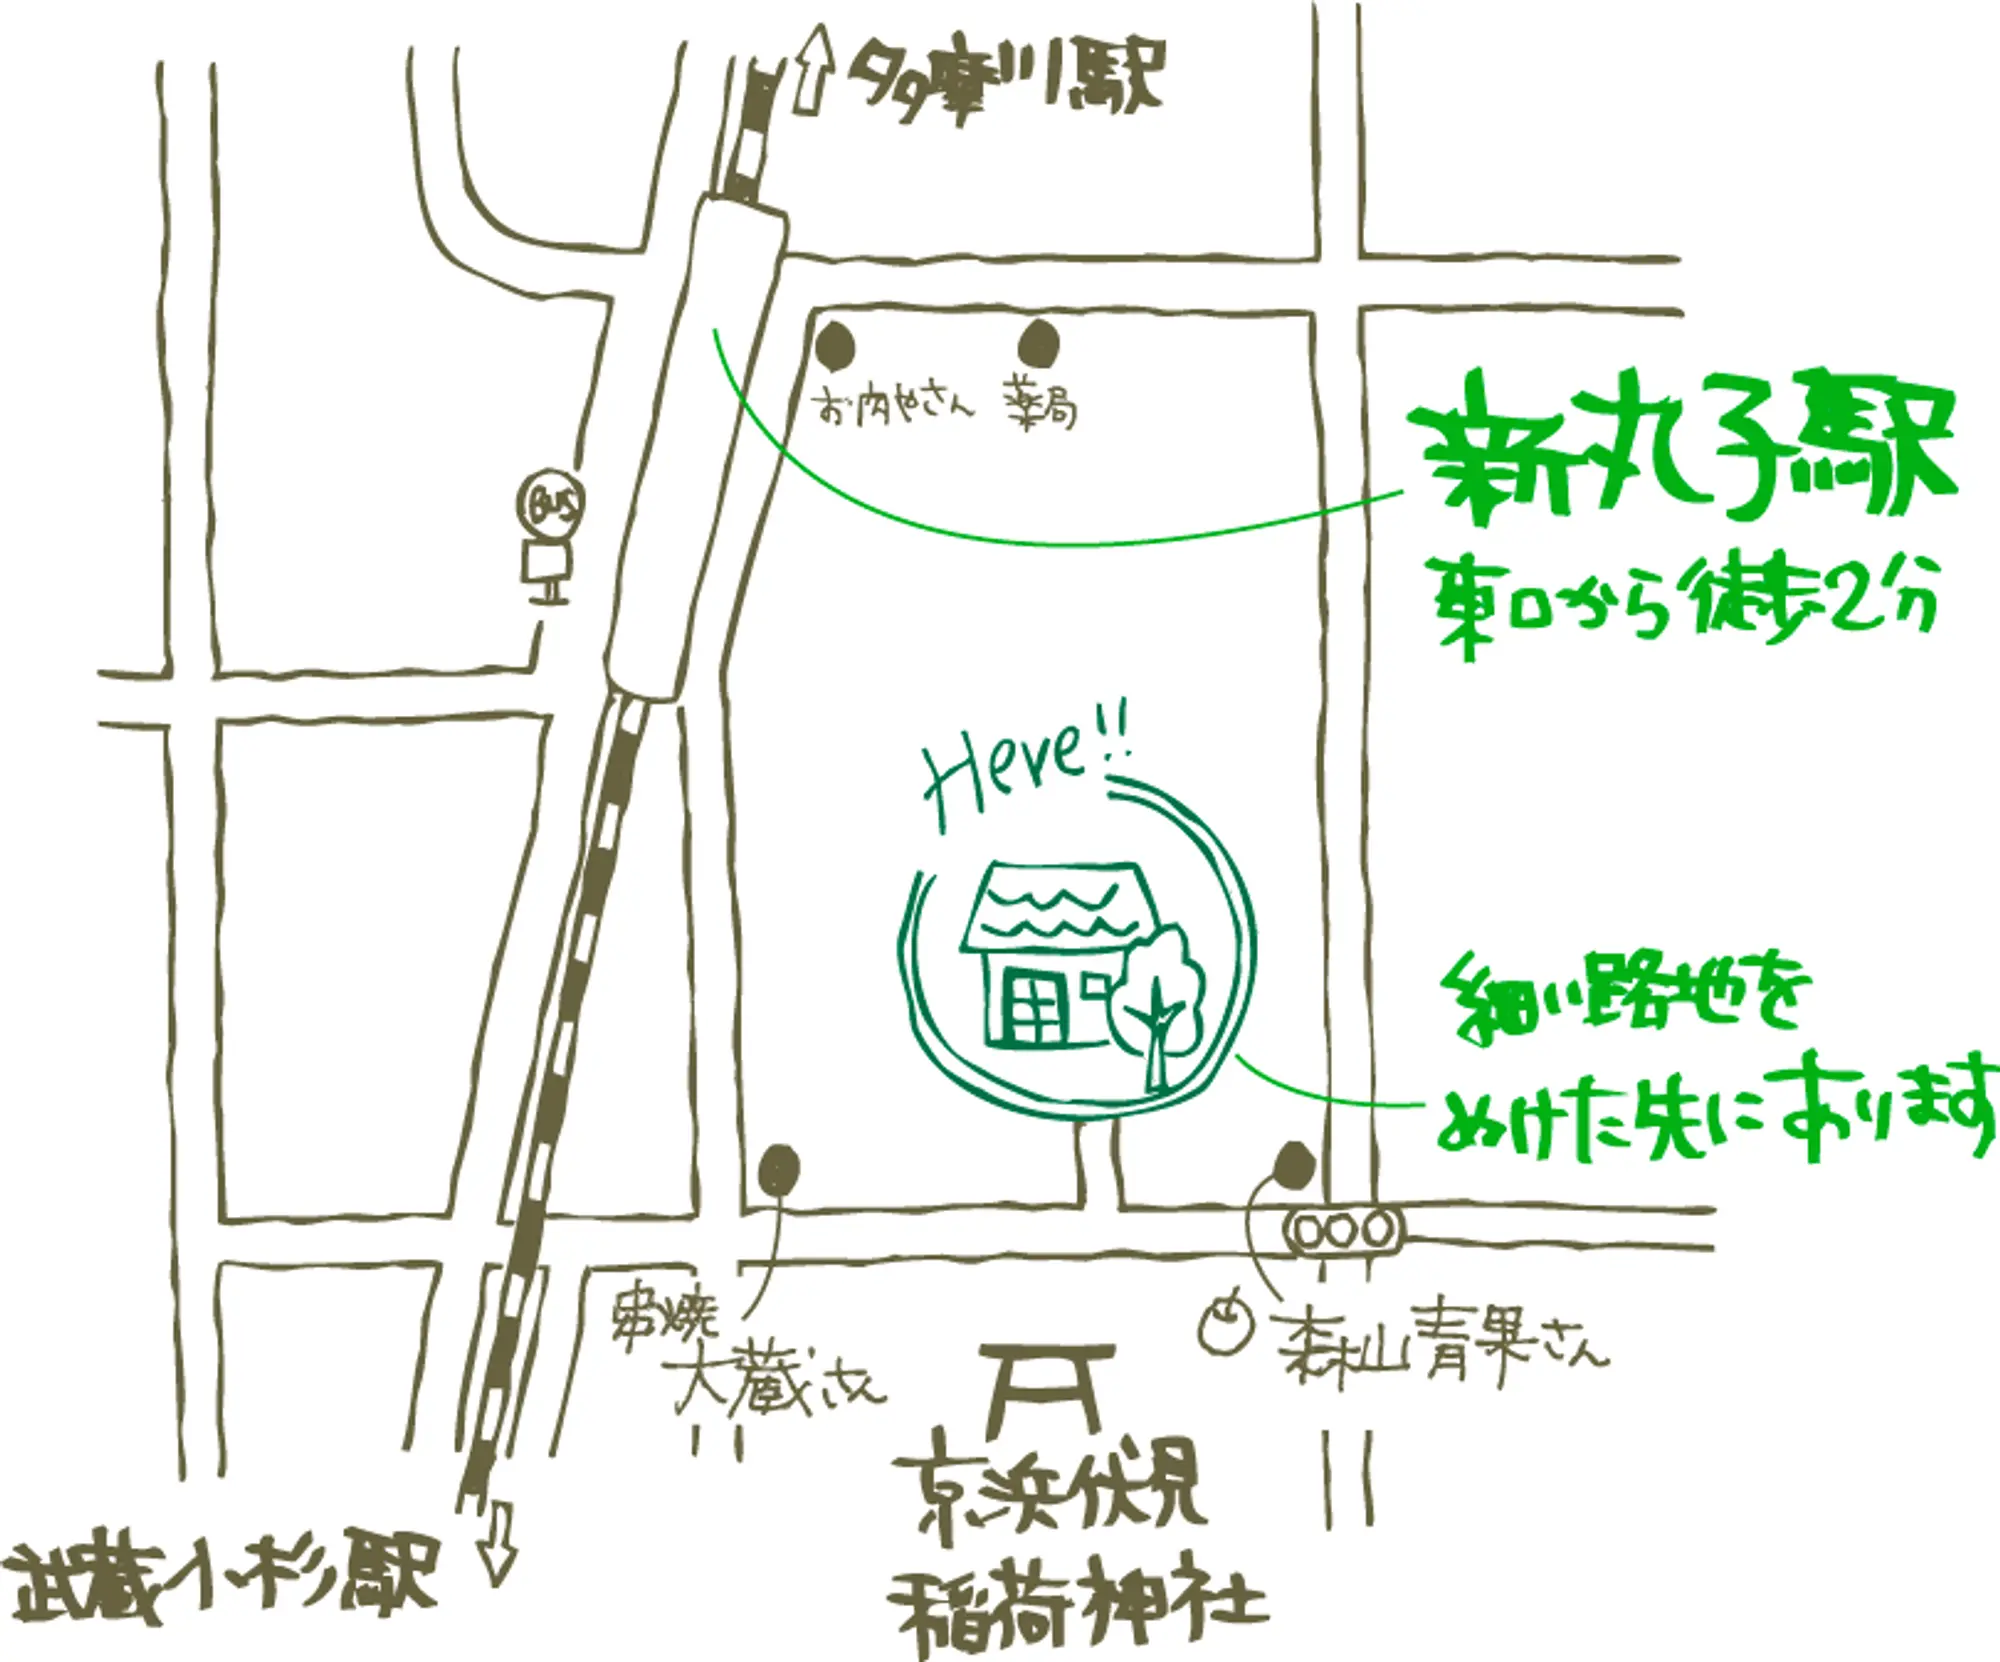 多摩川駅
お肉やさん
薬局
新丸子駅
東口から徒歩2分
BUS
Here!!
細い路地を
ぬけた先にあります
串焼
大蔵さん
森山青果さん
京浜伏見
稲荷神社
武蔵小杉駅